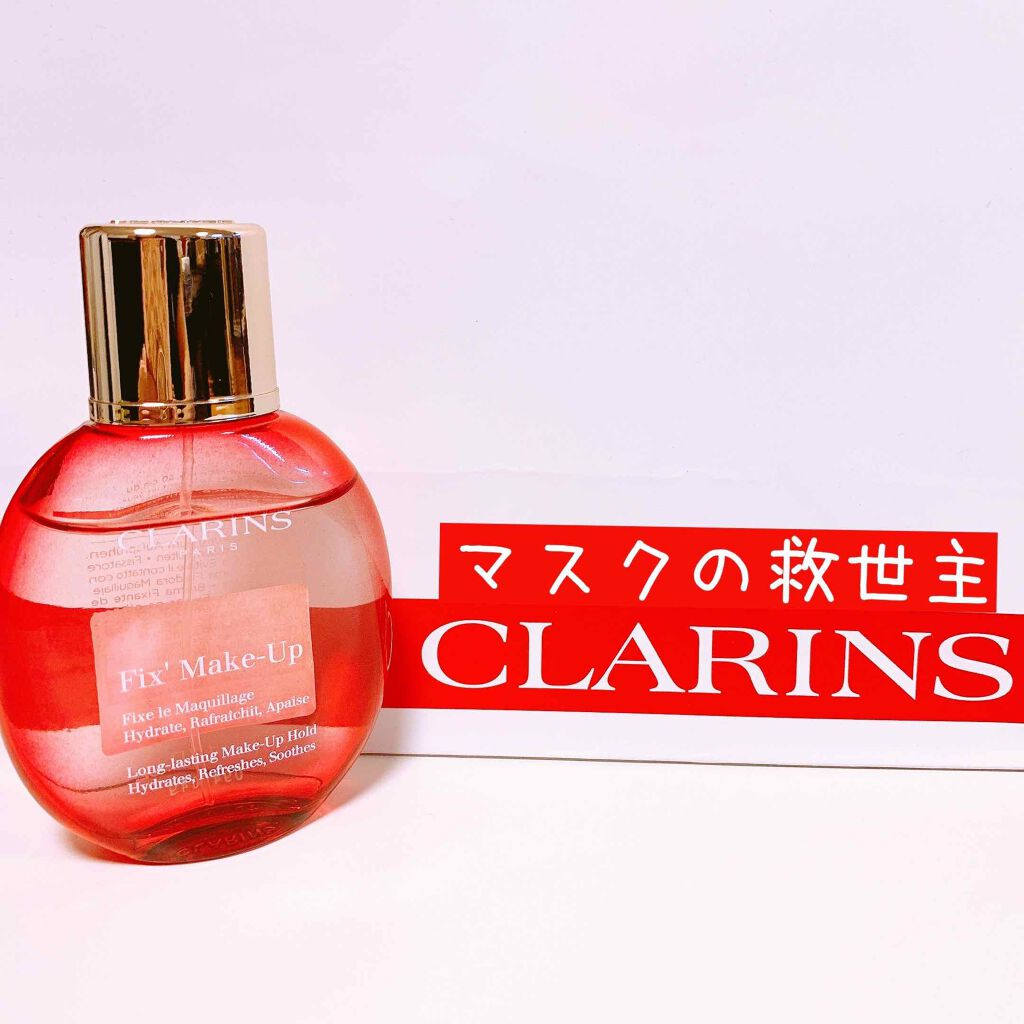 CLARINS
PARIS
Fix' Make-Up
Fixe le Maquillage
Hydrate, Rafraîchit, Apaise
Long-lasting Make-Up Hold
Hydrates, Refreshes, Soothes
マスクの救世主
CLARINS